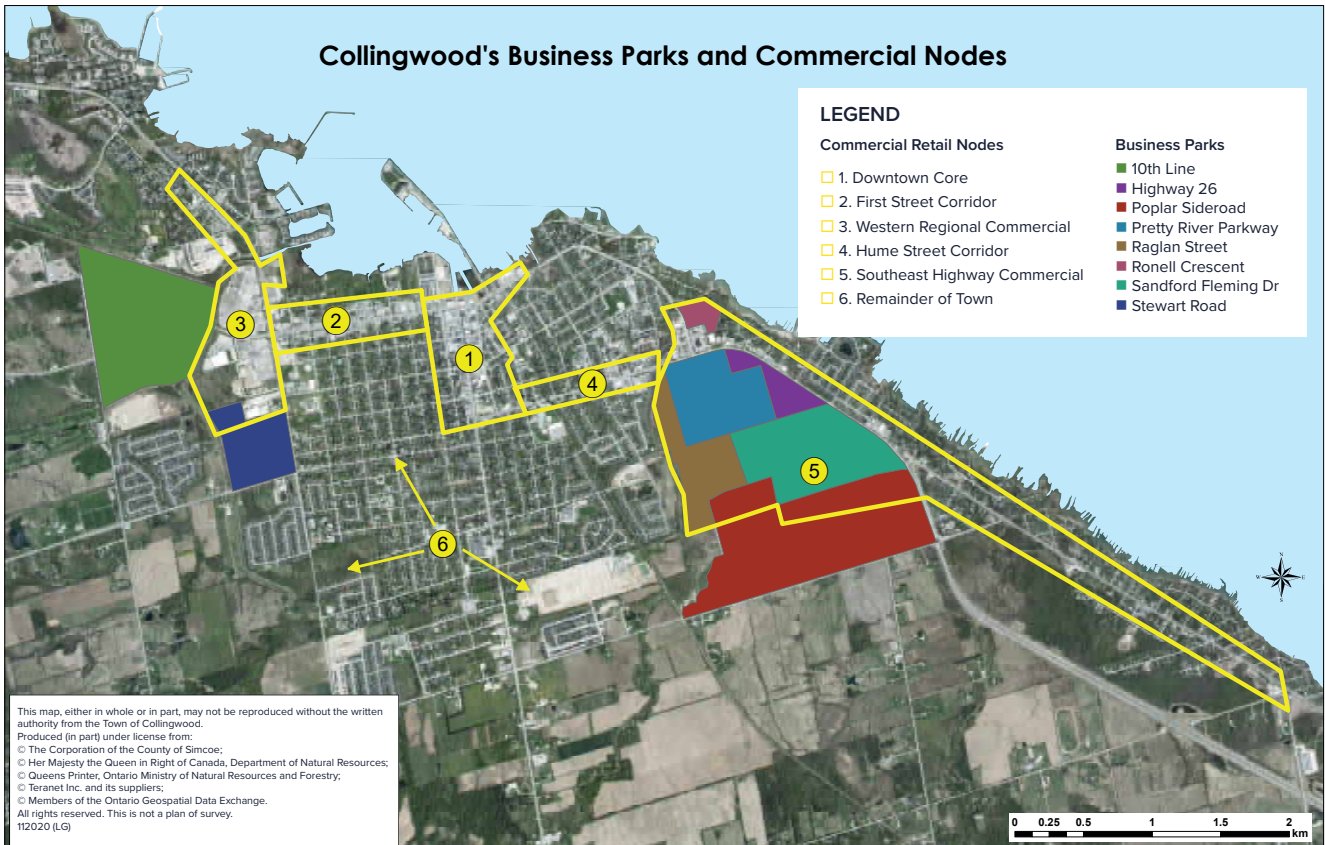 Collingwood's Business Parks and Commercial Nodes
LEGEND
Commercial Retail Nodes
1. Downtown Core
2. First Street Corridor
3. Western Regional Commercial
4. Hume Street Corridor
5. Southeast Highway Commercial
6. Remainder of Town
Business Parks
10th Line
Highway 26
Poplar Sideroad
Pretty River Parkway
Raglan Street
Ronell Crescent
Sandford Fleming Dr
Stewart Road
3
2
1
4
5
6
N
W E
S
This map, either in whole or in part, may not be reproduced without the written
authority from the Town of Collingwood.
Produced (in part) under license from:
© The Corporation of the County of Simcoe;
© Her Majesty the Queen in Right of Canada, Department of Natural Resources;
© Queens Printer, Ontario Ministry of Natural Resources and Forestry;
© Teranet Inc. and its suppliers;
© Members of the Ontario Geospatial Data Exchange.
All rights reserved. This is not a plan of survey.
112020 (LG)
0 0.25 0.5 1 1.5 2
km